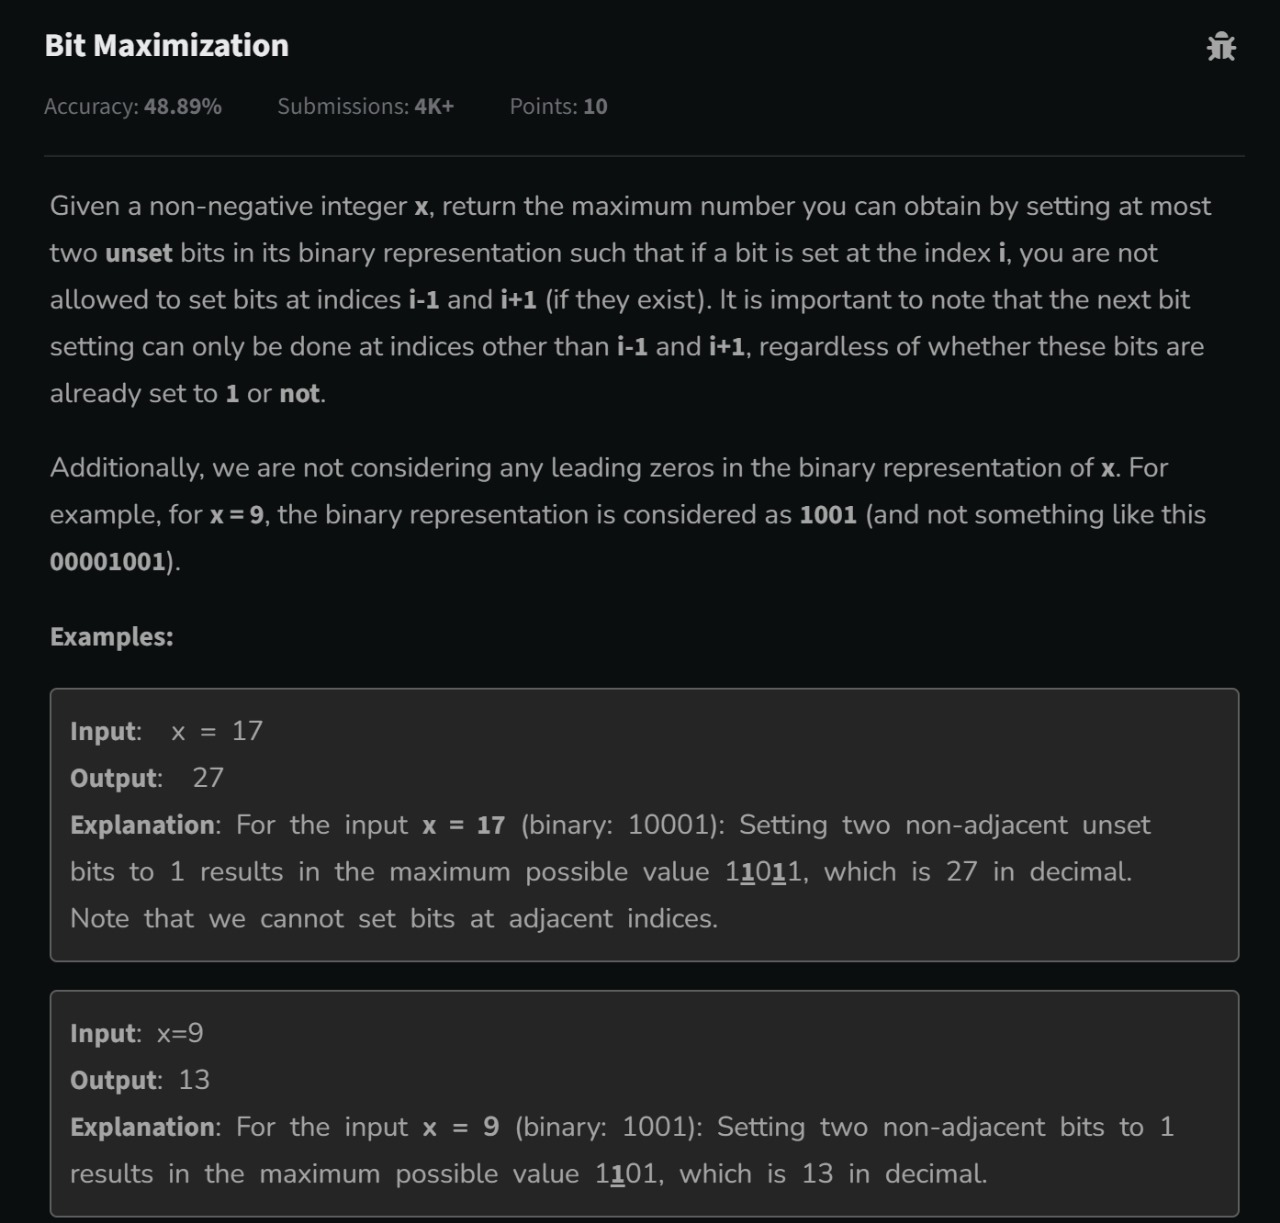 Bit Maximization
Accuracy: 48.89% Submissions: 4K+ Points: 10
Given a non-negative integer x, return the maximum number you can obtain by setting at most
two unset bits in its binary representation such that if a bit is set at the index i, you are not
allowed to set bits at indices i-1 and i+1 (if they exist). It is important to note that the next bit
setting can only be done at indices other than i-1 and i+1, regardless of whether these bits are
already set to 1 or not.
Additionally, we are not considering any leading zeros in the binary representation of x. For
example, for x = 9, the binary representation is considered as 1001 (and not something like this
00001001).
Examples:
Input: x = 17
Output: 27
Explanation: For the input x = 17 (binary: 10001): Setting two non-adjacent unset
bits to 1 results in the maximum possible value 11011, which is 27 in decimal.
Note that we cannot set bits at adjacent indices.
Input: x=9
Output: 13
Explanation: For the input x = 9 (binary: 1001): Setting two non-adjacent bits to 1
results in the maximum possible value 1101, which is 13 in decimal.